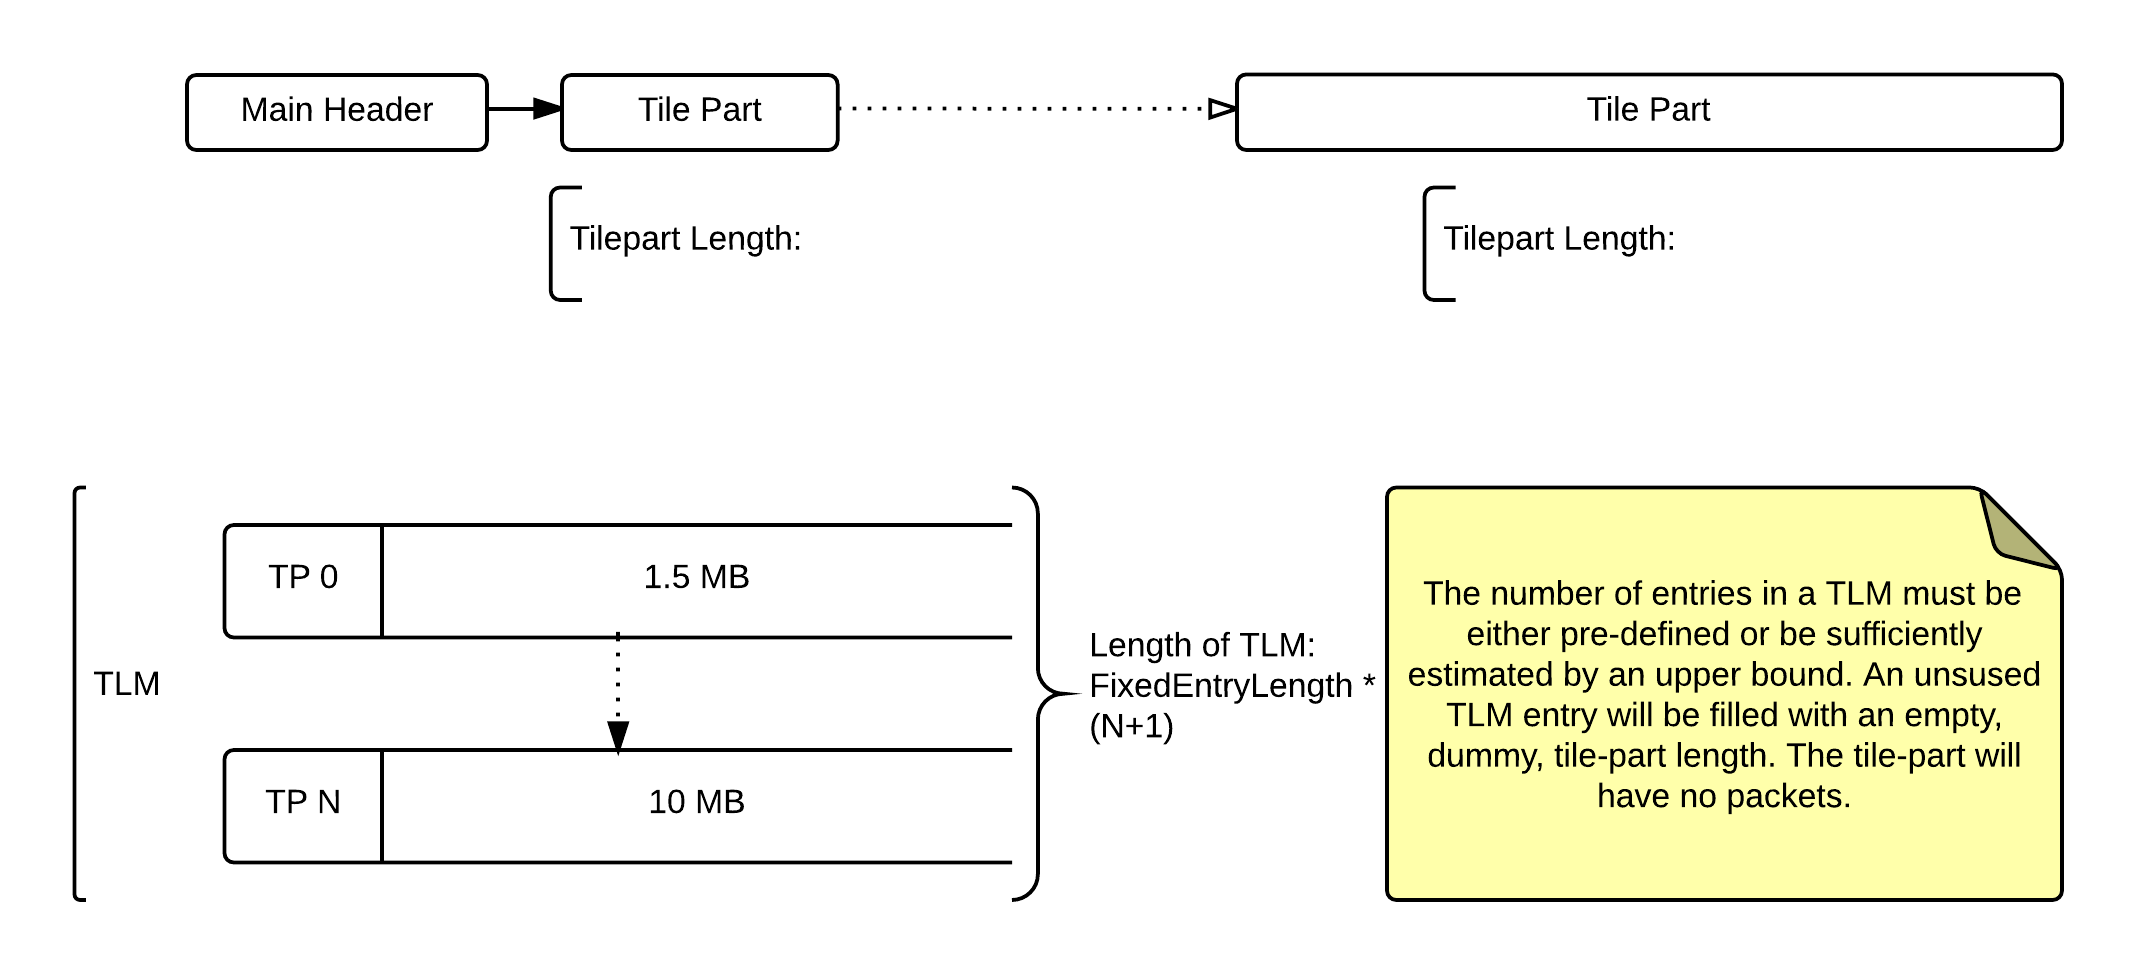 Main Header
Tile Part
Tile Part
Tilepart Length:
Tilepart Length:
TLM
TP 0
1.5 MB
TP N
10 MB
Length of TLM:
FixedEntryLength *
(N+1)
The number of entries in a TLM must be
either pre-defined or be sufficiently
estimated by an upper bound. An unsused
TLM entry will be filled with an empty,
dummy, tile-part length. The tile-part will
have no packets.